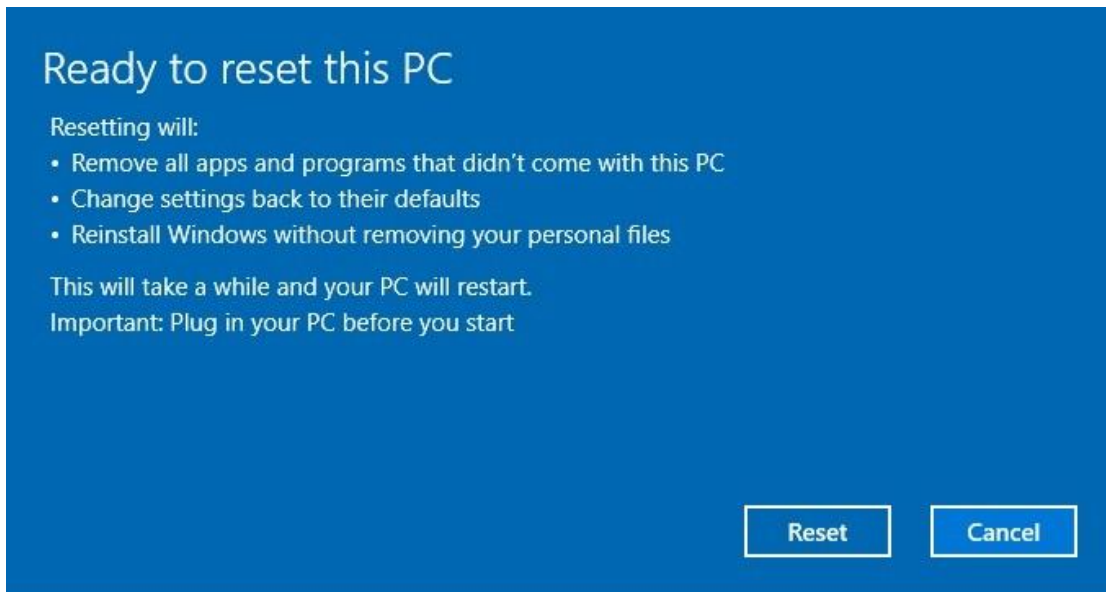 Ready to reset this PC
Resetting will:
• Remove all apps and programs that didn't come with this PC
• Change settings back to their defaults
• Reinstall Windows without removing your personal files
This will take a while and your PC will restart.
Important: Plug in your PC before you start
Reset
Cancel